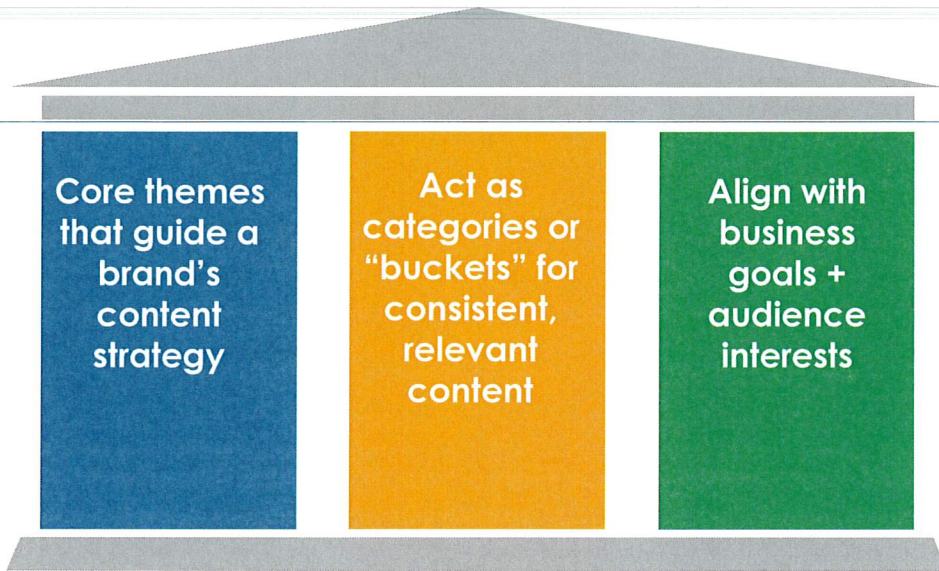 Core themes
that guide a
brand’s
content
strategy
Act as
categories or
“buckets” for
consistent,
relevant
content
Align with
business
goals +
audience
interests